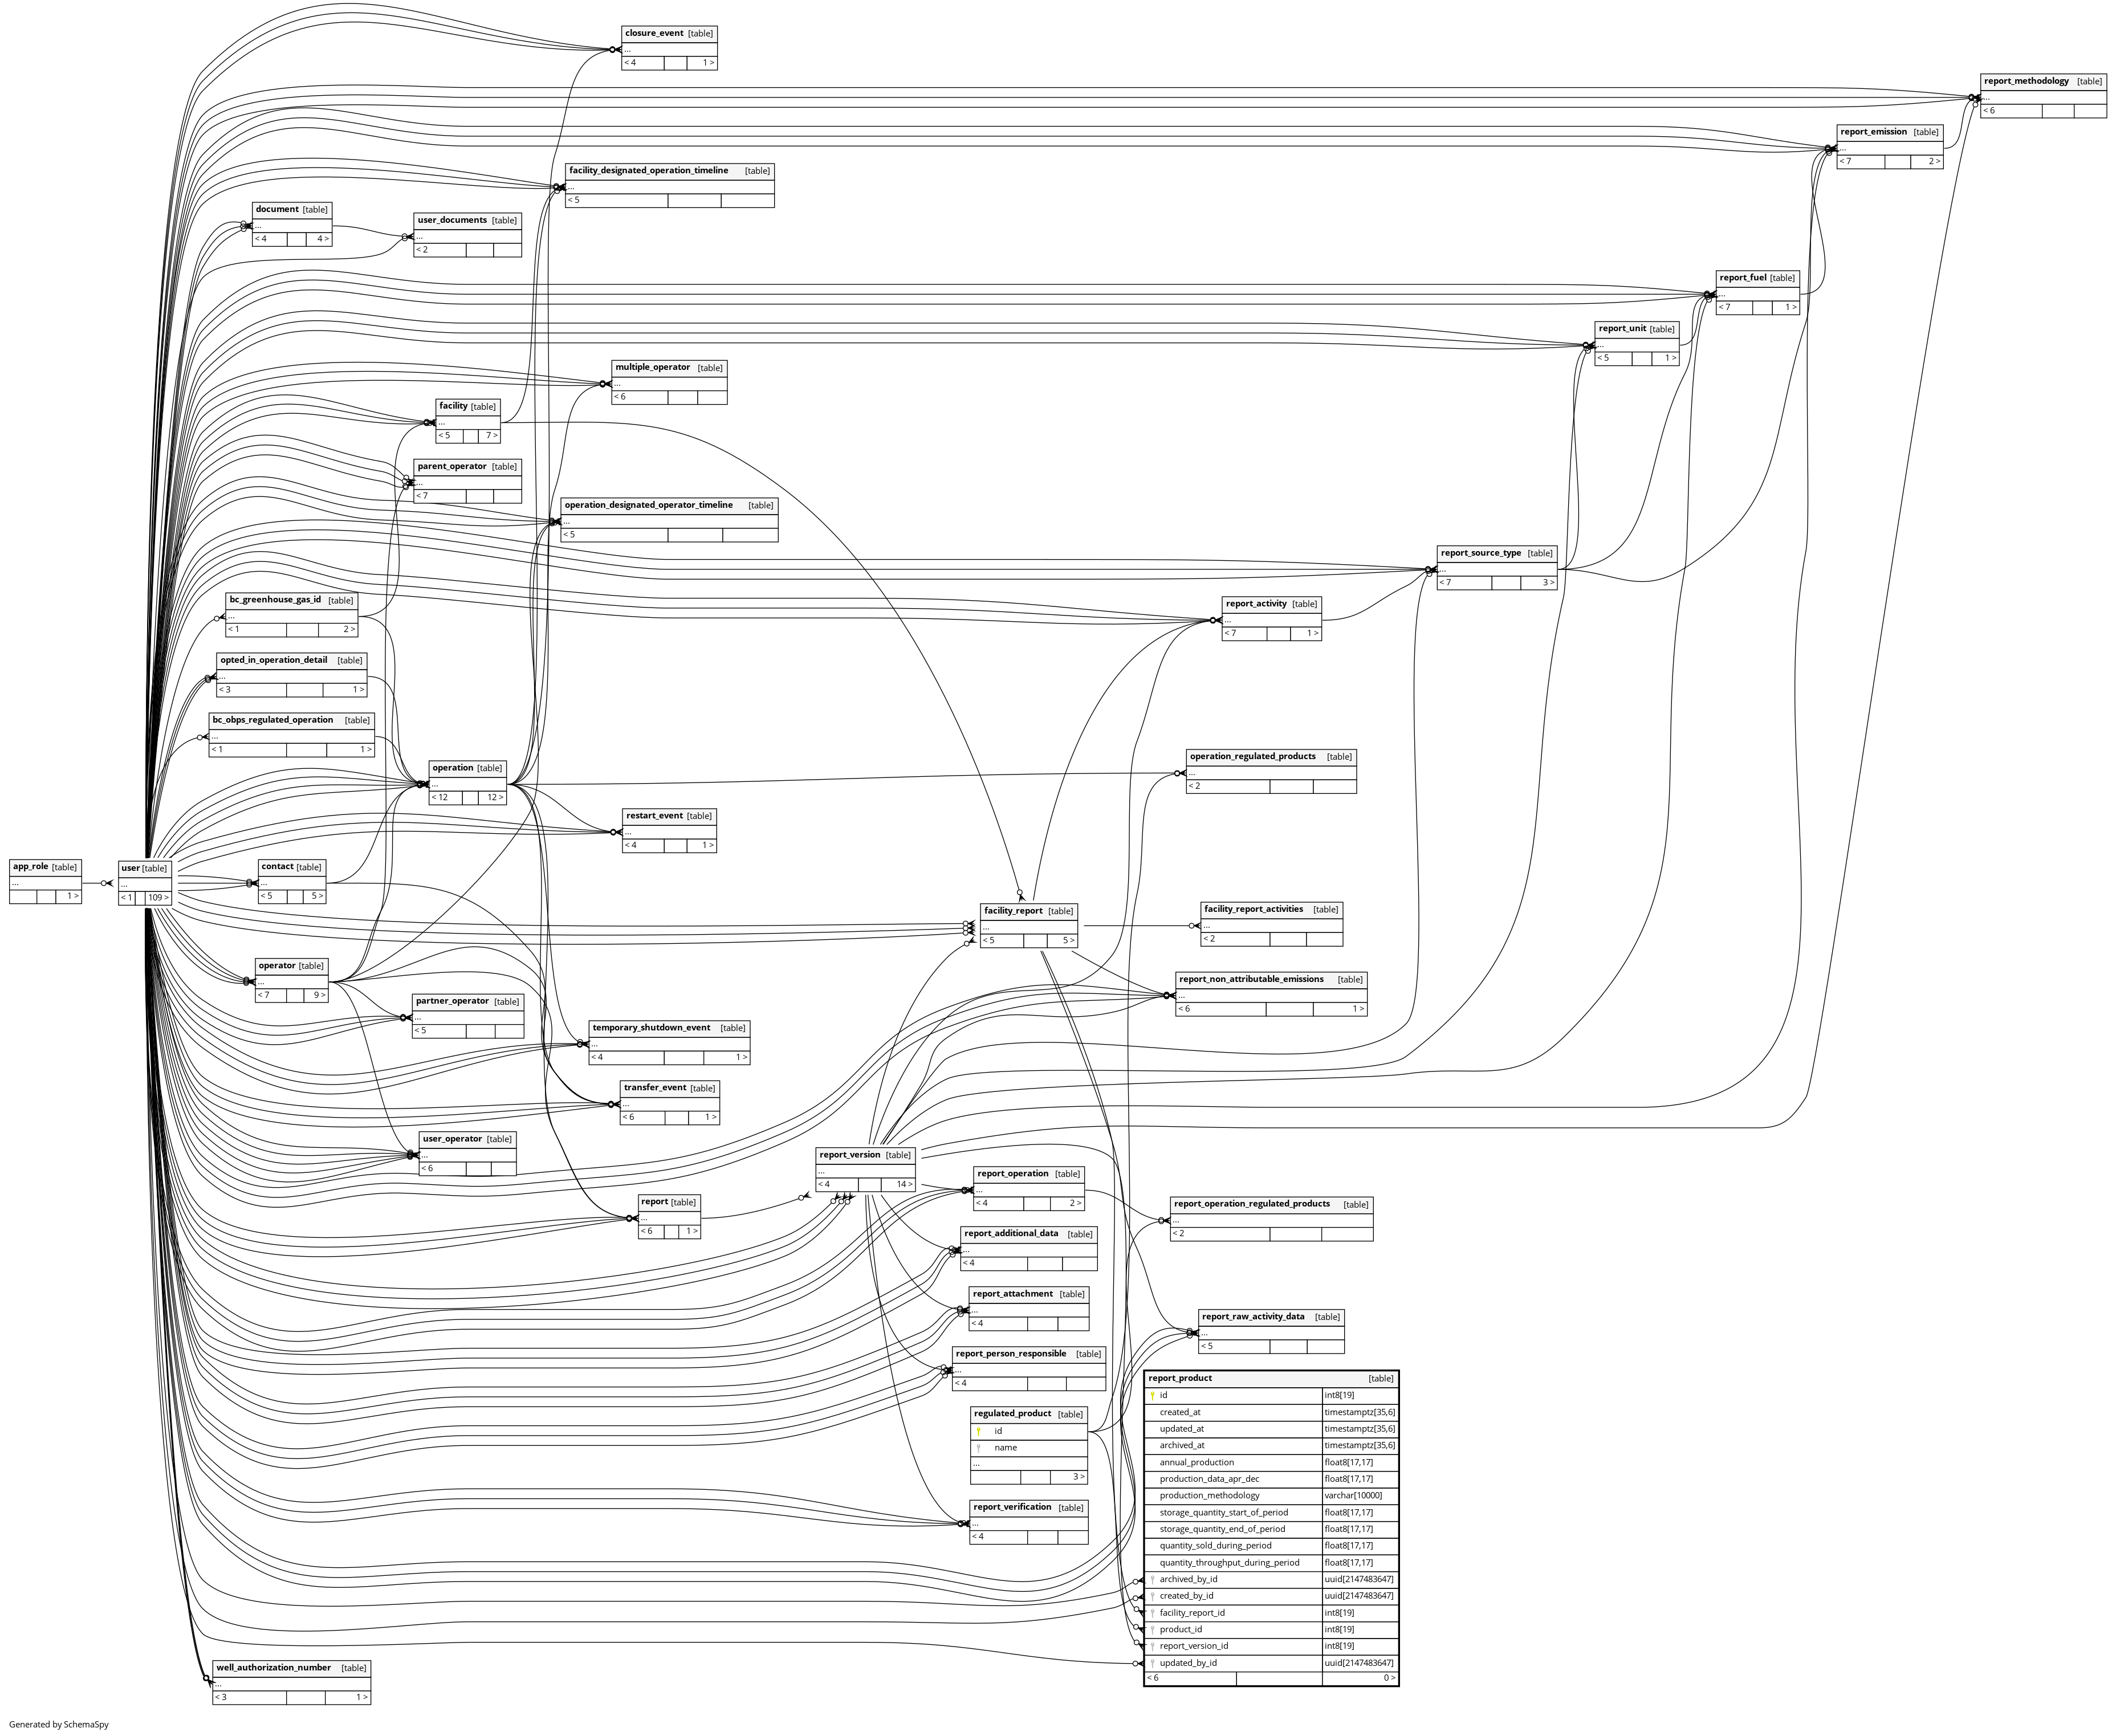 closure_event [table]
...
< 4 1 >
report_methodology [table]
...
< 6
report_emission [table]
...
< 7 2 >
facility_designated_operation_timeline [table]
...
< 5
document [table]
...
< 4 4 >
user_documents [table]
...
< 2
report_fuel [table]
...
< 7 1 >
report_unit [table]
...
< 5 1 >
multiple_operator [table]
...
< 6
facility [table]
...
< 5 7 >
parent_operator [table]
...
< 7
operation_designated_operator_timeline [table]
...
< 5
report_source_type [table]
...
< 7 3 >
bc_greenhouse_gas_id [table]
...
< 1 2 >
report_activity [table]
...
< 7 1 >
opted_in_operation_detail [table]
...
< 3 1 >
bc_obps_regulated_operation [table]
...
< 1 1 >
operation_regulated_products [table]
...
< 2
operation [table]
...
< 12 12 >
restart_event [table]
...
< 4 1 >
app_role [table]
...
1 >
user [table]
...
< 1 109 >
contact [table]
...
< 5 5 >
facility_report [table]
...
< 5 5 >
facility_report_activities [table]
...
< 2
operator [table]
...
< 7 9 >
report_non_attributable_emissions [table]
...
< 6 1 >
partner_operator [table]
...
< 5
temporary_shutdown_event [table]
...
< 4 1 >
transfer_event [table]
...
< 6 1 >
user_operator [table]
...
< 6
report_version [table]
...
< 4 14 >
report_operation [table]
...
< 4 2 >
report [table]
...
< 6 1 >
report_operation_regulated_products [table]
...
< 2
report_additional_data [table]
...
< 4
report_attachment [table]
...
< 4
report_raw_activity_data [table]
...
< 5
report_person_responsible [table]
...
< 4
regulated_product [table]
id
name
...
3 >
report_verification [table]
...
< 4
report_product [table]
id int8[19]
created_at timestamptz[35,6]
updated_at timestamptz[35,6]
archived_at timestamptz[35,6]
annual_production float8[17,17]
production_data_apr_dec float8[17,17]
production_methodology varchar[10000]
storage_quantity_start_of_period float8[17,17]
storage_quantity_end_of_period float8[17,17]
quantity_sold_during_period float8[17,17]
quantity_throughput_during_period float8[17,17]
archived_by_id uuid[2147483647]
created_by_id uuid[2147483647]
facility_report_id int8[19]
product_id int8[19]
report_version_id int8[19]
updated_by_id uuid[2147483647]
< 6 0 >
well_authorization_number [table]
...
< 3 1 >
Generated by SchemaSpy